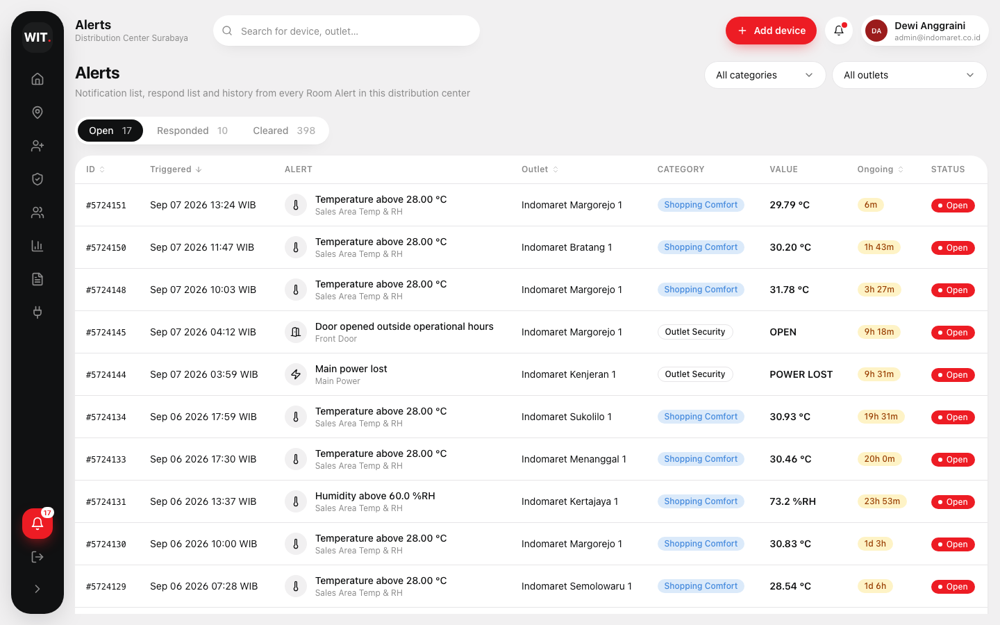 WIT.
Alerts
Distribution Center Surabaya
Search for device, outlet...
Add device
DA
Dewi Anggraini
admin@indomaret.co.id
Alerts
Notification list, respond list and history from every Room Alert in this distribution center
All categories
All outlets
Open 17
Responded 10
Cleared 398
ID Triggered ALERT Outlet CATEGORY VALUE Ongoing STATUS
#5724151 Sep 07 2026 13:24 WIB Temperature above 28.00 °C Indomaret Margorejo 1 Shopping Comfort 29.79 °C 6m Open
Sales Area Temp & RH
#5724150 Sep 07 2026 11:47 WIB Temperature above 28.00 °C Indomaret Bratang 1 Shopping Comfort 30.20 °C 1h 43m Open
Sales Area Temp & RH
#5724148 Sep 07 2026 10:03 WIB Temperature above 28.00 °C Indomaret Margorejo 1 Shopping Comfort 31.78 °C 3h 27m Open
Sales Area Temp & RH
#5724145 Sep 07 2026 04:12 WIB Door opened outside operational hours Indomaret Margorejo 1 Outlet Security OPEN 9h 18m Open
Front Door
#5724144 Sep 07 2026 03:59 WIB Main power lost Indomaret Kenjeran 1 Outlet Security POWER LOST 9h 31m Open
Main Power
#5724134 Sep 06 2026 17:59 WIB Temperature above 28.00 °C Indomaret Sukolilo 1 Shopping Comfort 30.93 °C 19h 31m Open
Sales Area Temp & RH
#5724133 Sep 06 2026 17:30 WIB Temperature above 28.00 °C Indomaret Menanggal 1 Shopping Comfort 30.46 °C 20h 0m Open
Sales Area Temp & RH
#5724131 Sep 06 2026 13:37 WIB Humidity above 60.0 %RH Indomaret Kertajaya 1 Shopping Comfort 73.2 %RH 23h 53m Open
Sales Area Temp & RH
#5724130 Sep 06 2026 10:00 WIB Temperature above 28.00 °C Indomaret Margorejo 1 Shopping Comfort 30.83 °C 1d 3h Open
Sales Area Temp & RH
#5724129 Sep 06 2026 07:28 WIB Temperature above 28.00 °C Indomaret Semolowaru 1 Shopping Comfort 28.54 °C 1d 6h Open
Sales Area Temp & RH
17